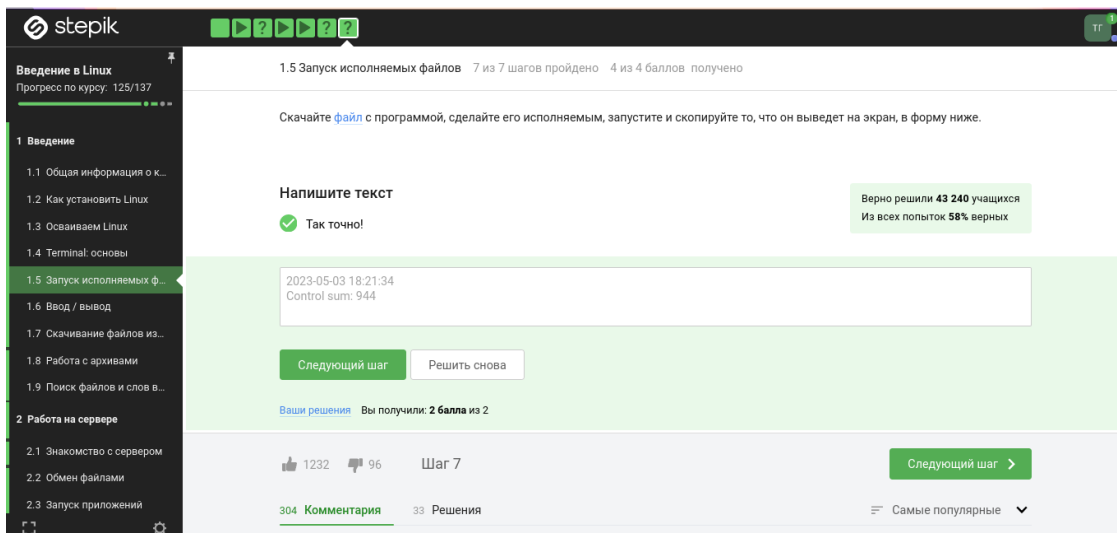 stepik
? ? ?
ТГ
1
Введение в Linux
Прогресс по курсу: 125/137
1 Введение
1.1 Общая информация о к...
1.2 Как установить Linux
1.3 Осваиваем Linux
1.4 Terminal: основы
1.5 Запуск исполняемых ф...
1.6 Ввод / вывод
1.7 Скачивание файлов из...
1.8 Работа с архивами
1.9 Поиск файлов и слов в...
2 Работа на сервере
2.1 Знакомство с сервером
2.2 Обмен файлами
2.3 Запуск приложений
1.5 Запуск исполняемых файлов 7 из 7 шагов пройдено 4 из 4 баллов получено
Скачайте файл с программой, сделайте его исполняемым, запустите и скопируйте то, что он выведет на экран, в форму ниже.
Напишите текст
Так точно!
Верно решили 43 240 учащихся
Из всех попыток 58% верных
2023-05-03 18:21:34
Control sum: 944
Следующий шаг Решить снова
Ваши решения Вы получили: 2 балла из 2
1232 96 Шаг 7 Следующий шаг
304 Комментария 33 Решения Самые популярные